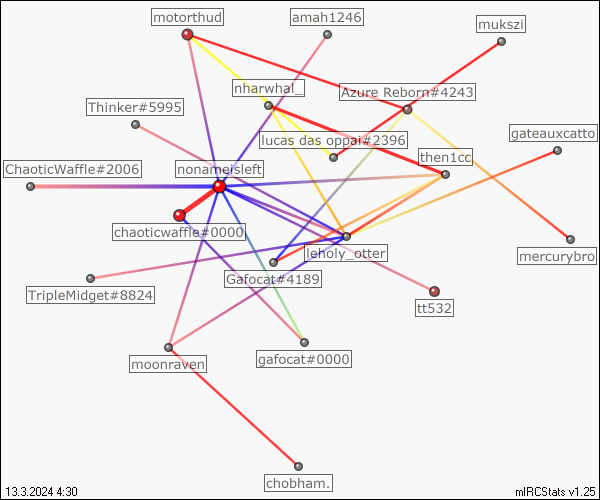 motorthud
amah1246
mukszi
nharwhal_
Azure Reborn#4243
Thinker#5995
lucas das oppai#2396
gateauxcatto
then1cc
ChaoticWaffle#2006
nonameisleft
chaoticwaffle#0000
leholy_otter
mercurybro
Gafocat#4189
TripleMidget#8824
tt532
gafocat#0000
moonraven
chobham.
13.3.2024 4:30
mIRCStats v1.25